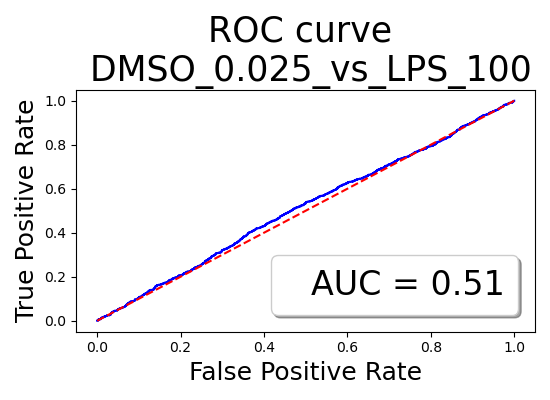 ROC curve
DMSO_0.025_vs_LPS_100
True Positive Rate
1.0
0.8
0.6
0.4
0.2
0.0
AUC = 0.51
0.0 0.2 0.4 0.6 0.8 1.0
False Positive Rate